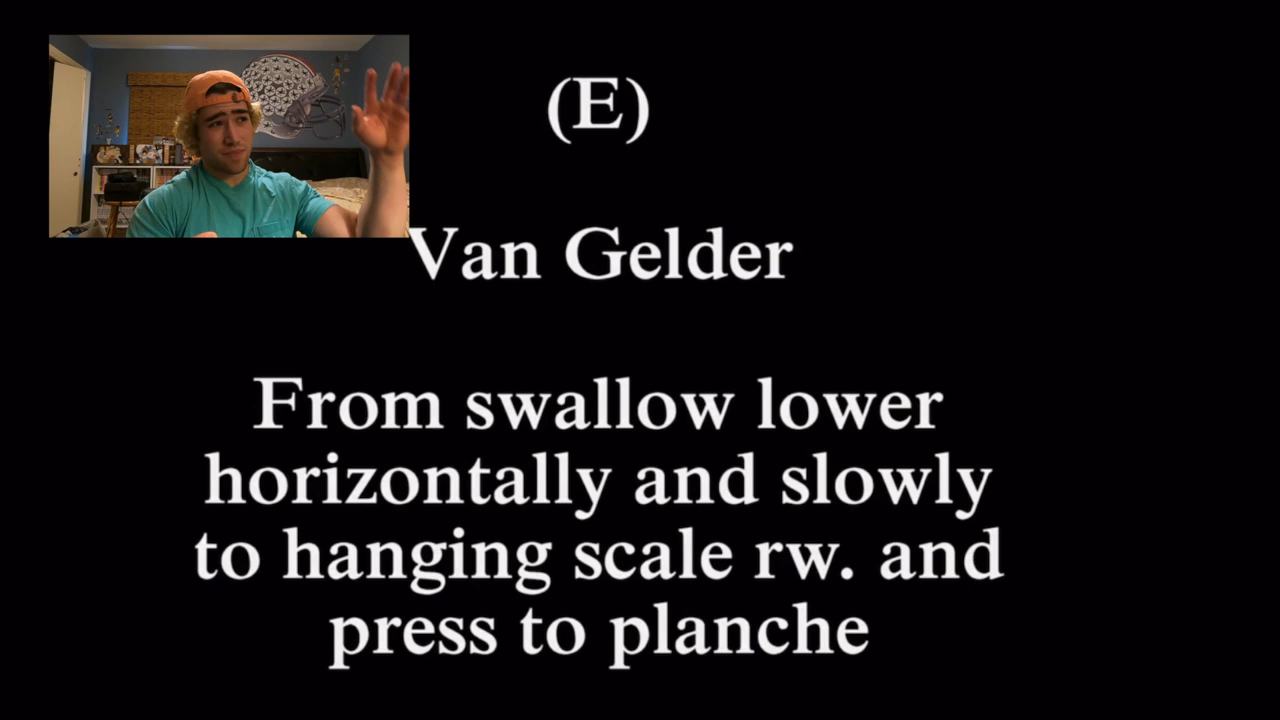 (E)
Van Gelder
From swallow lower
horizontally and slowly
to hanging scale rw. and
press to planche